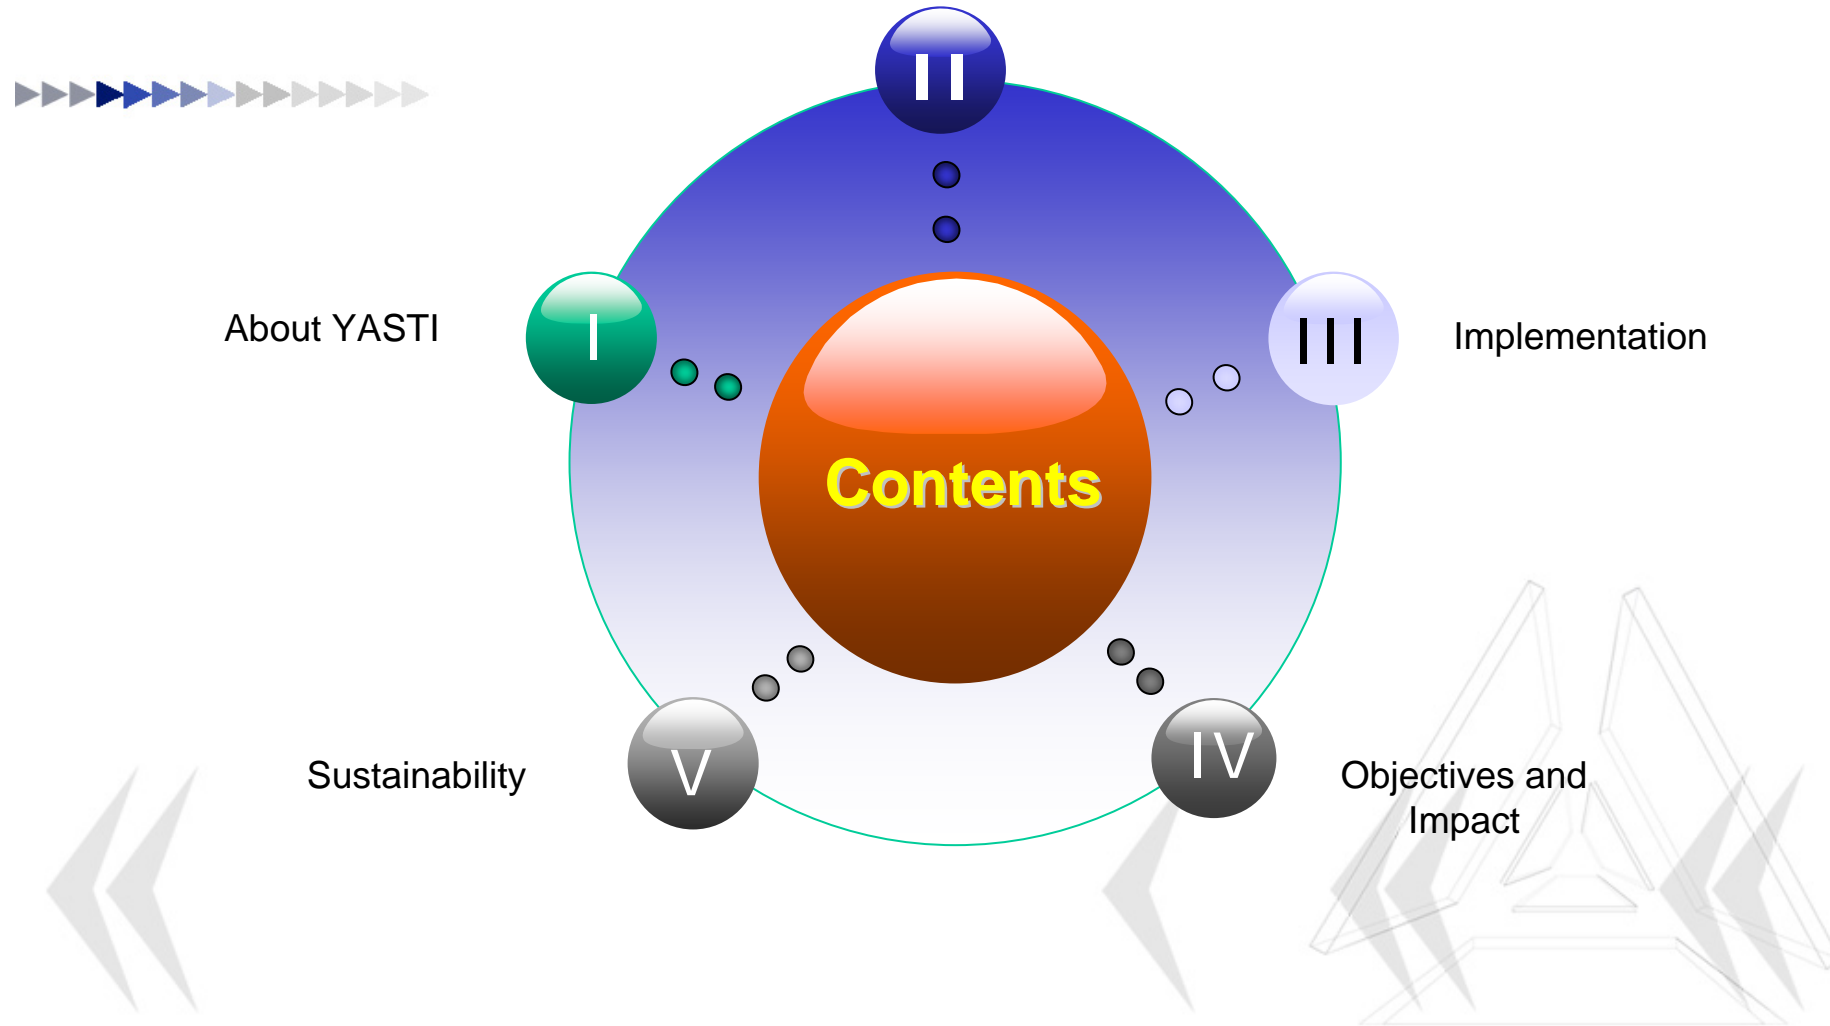 II
About YASTI
I
III
Implementation
Contents
V
IV
Sustainability
Objectives and
Impact